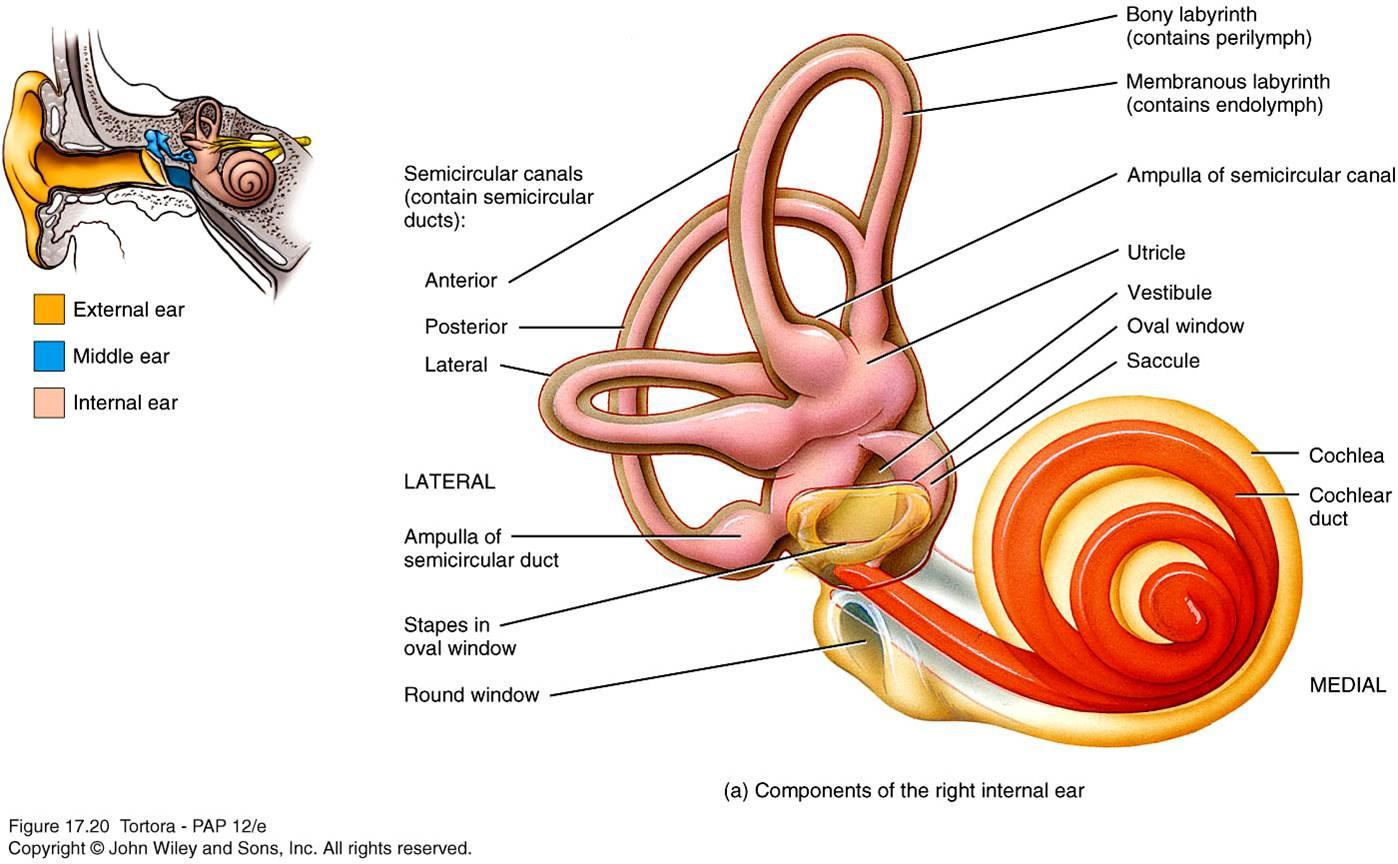 Bony labyrinth
(contains perilymph)
Membranous labyrinth
(contains endolymph)
Semicircular canals
(contain semicircular
ducts):
Ampulla of semicircular canal
Anterior
Utricle
Posterior
Vestibule
Lateral
Oval window
Saccule
External ear
Middle ear
Internal ear
Cochlea
LATERAL
Cochlear
duct
Ampulla of
semicircular duct
Stapes in
oval window
Round window
MEDIAL
(a) Components of the right internal ear
Figure 17.20 Tortora - PAP 12/e
Copyright © John Wiley and Sons, Inc. All rights reserved.